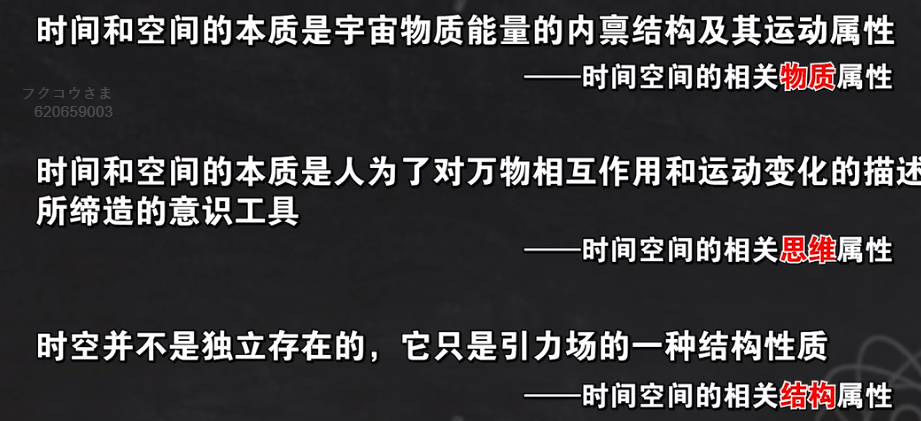 时间和空间的本质是宇宙物质能量的内禀结构及其运动属性
——时间空间的相关物质属性
フクコウさま
620659003
时间和空间的本质是人为了对万物相互作用和运动变化的描述
所缔造的意识工具
——时间空间的相关思维属性
时空并不是独立存在的，它只是引力场的一种结构性质
——时间空间的相关结构属性